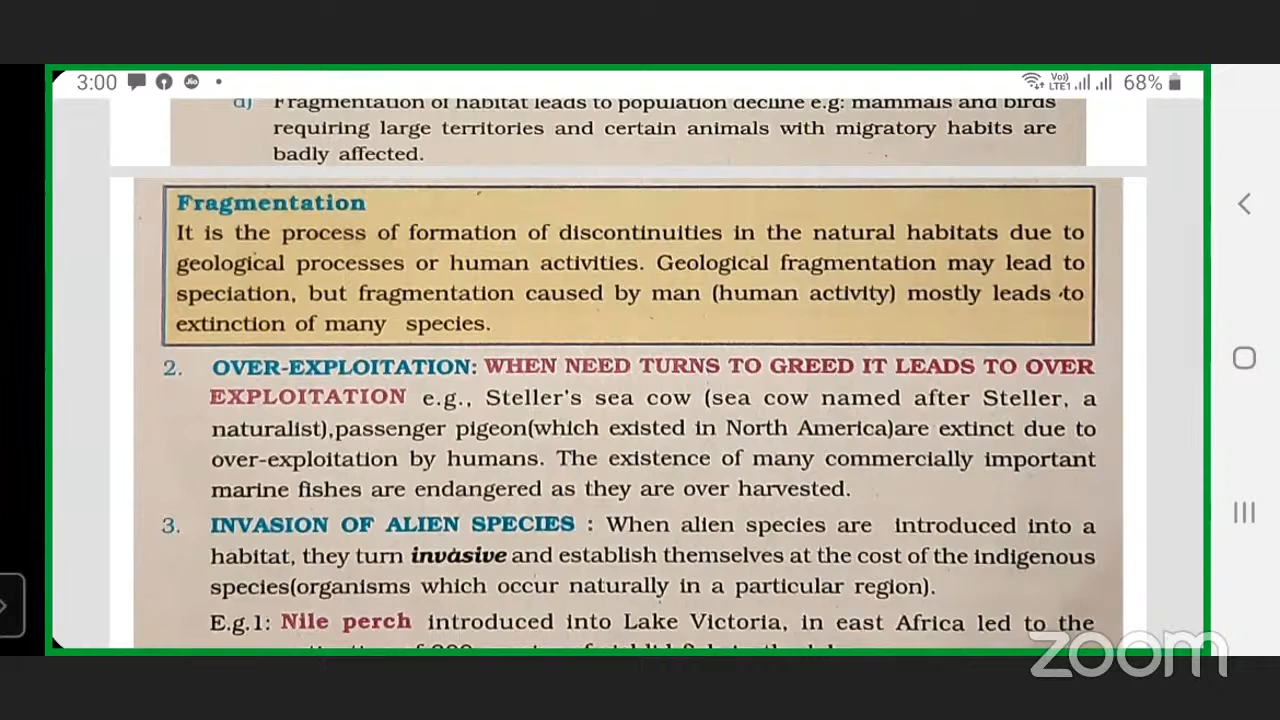 3:00
Jio
Vo))
LTE1
68%
d) Fragmentation of habitat leads to population decline e.g: mammals and birds
requiring large territories and certain animals with migratory habits are
badly affected.
Fragmentation
It is the process of formation of discontinuities in the natural habitats due to
geological processes or human activities. Geological fragmentation may lead to
speciation, but fragmentation caused by man (human activity) mostly leads to
extinction of many species.
2. OVER-EXPLOITATION: WHEN NEED TURNS TO GREED IT LEADS TO OVER
EXPLOITATION e.g., Steller's sea cow (sea cow named after Steller, a
naturalist),passenger pigeon(which existed in North America)are extinct due to
over-exploitation by humans. The existence of many commercially important
marine fishes are endangered as they are over harvested.
3. INVASION OF ALIEN SPECIES : When alien species are introduced into a
habitat, they turn invasive and establish themselves at the cost of the indigenous
species(organisms which occur naturally in a particular region).
E.g.1: Nile perch introduced into Lake Victoria, in east Africa led to the
zoom